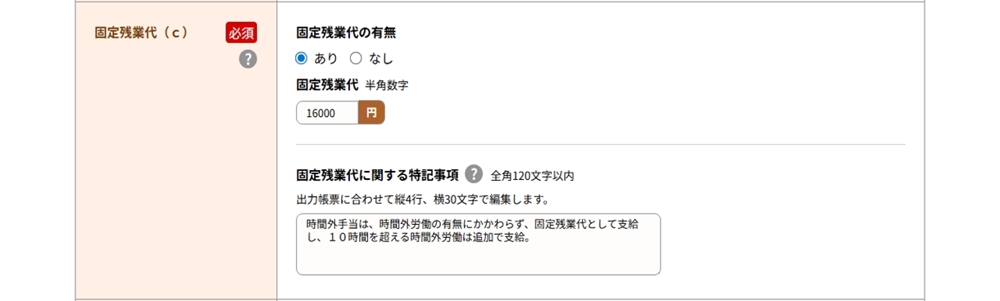 固定残業代（ｃ） 必須
?
固定残業代の有無
あり なし
固定残業代 半角数字
16000 円
固定残業代に関する特記事項 ? 全角120文字以内
出力帳票に合わせて縦4行、横30文字で編集します。
時間外手当は、時間外労働の有無にかかわらず、固定残業代として支給
し、１０時間を超える時間外労働は追加で支給。